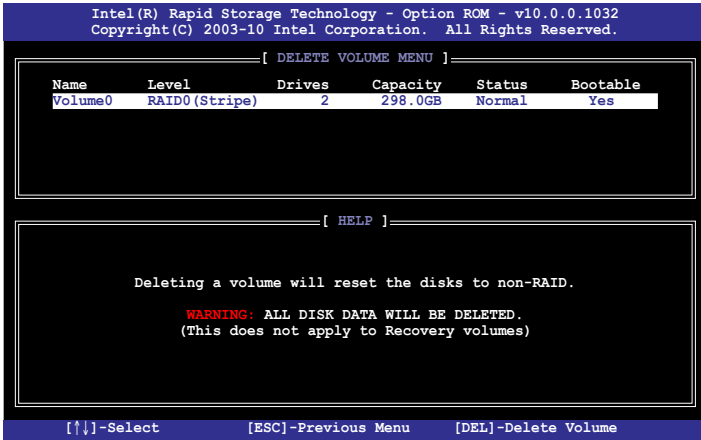 Intel(R) Rapid Storage Technology - Option ROM - v10.0.0.1032
Copyright(C) 2003-10 Intel Corporation. All Rights Reserved.
[ DELETE VOLUME MENU ]
Name Level Drives Capacity Status Bootable
Volume0 RAID0(Stripe) 2 298.0GB Normal Yes
[ HELP ]
Deleting a volume will reset the disks to non-RAID.
WARNING: ALL DISK DATA WILL BE DELETED.
(This does not apply to Recovery volumes)
[↑↓]-Select [ESC]-Previous Menu [DEL]-Delete Volume